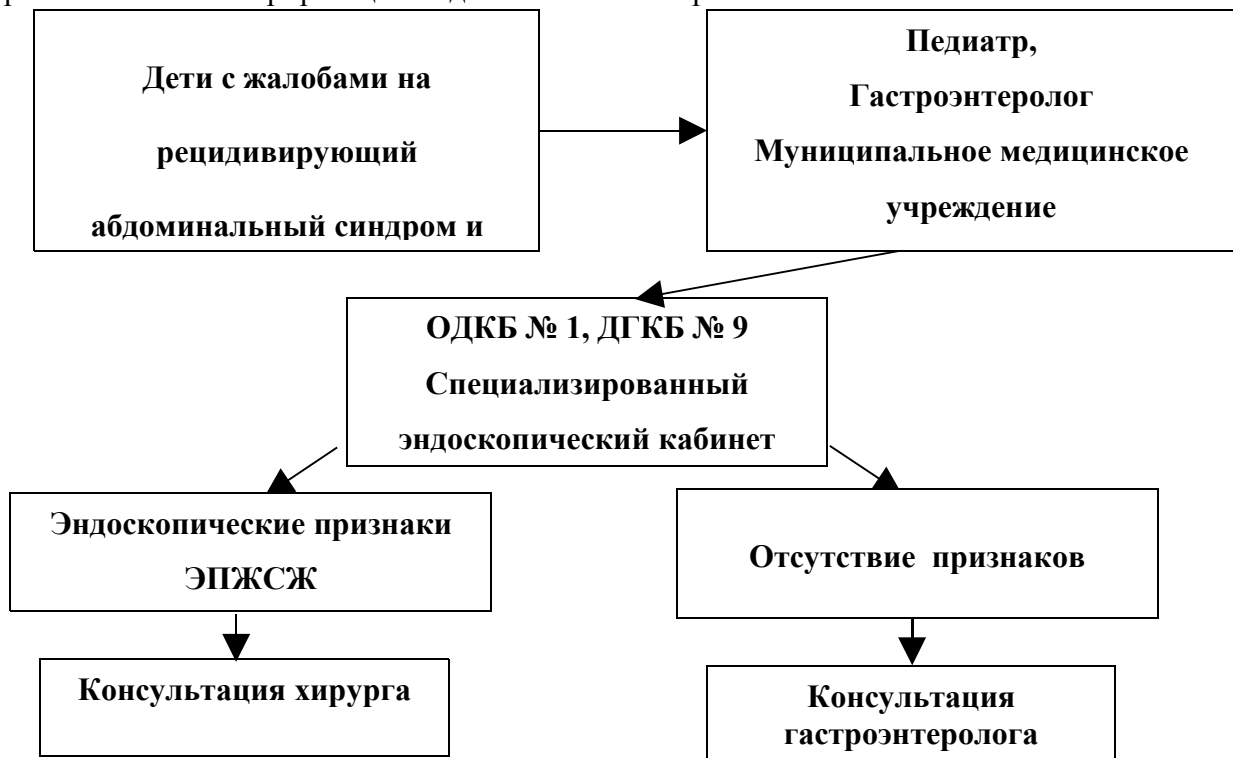 Дети с жалобами на
рецидивирующий
абдоминальный синдром и
Педиатр,
Гастроэнтеролог
Муниципальное медицинское
учреждение
ОДКБ № 1, ДГКБ № 9
Специализированный
эндоскопический кабинет
Эндоскопические признаки
ЭПЖСЖ
Отсутствие признаков
Консультация хирурга
Консультация
гастроэнтеролога